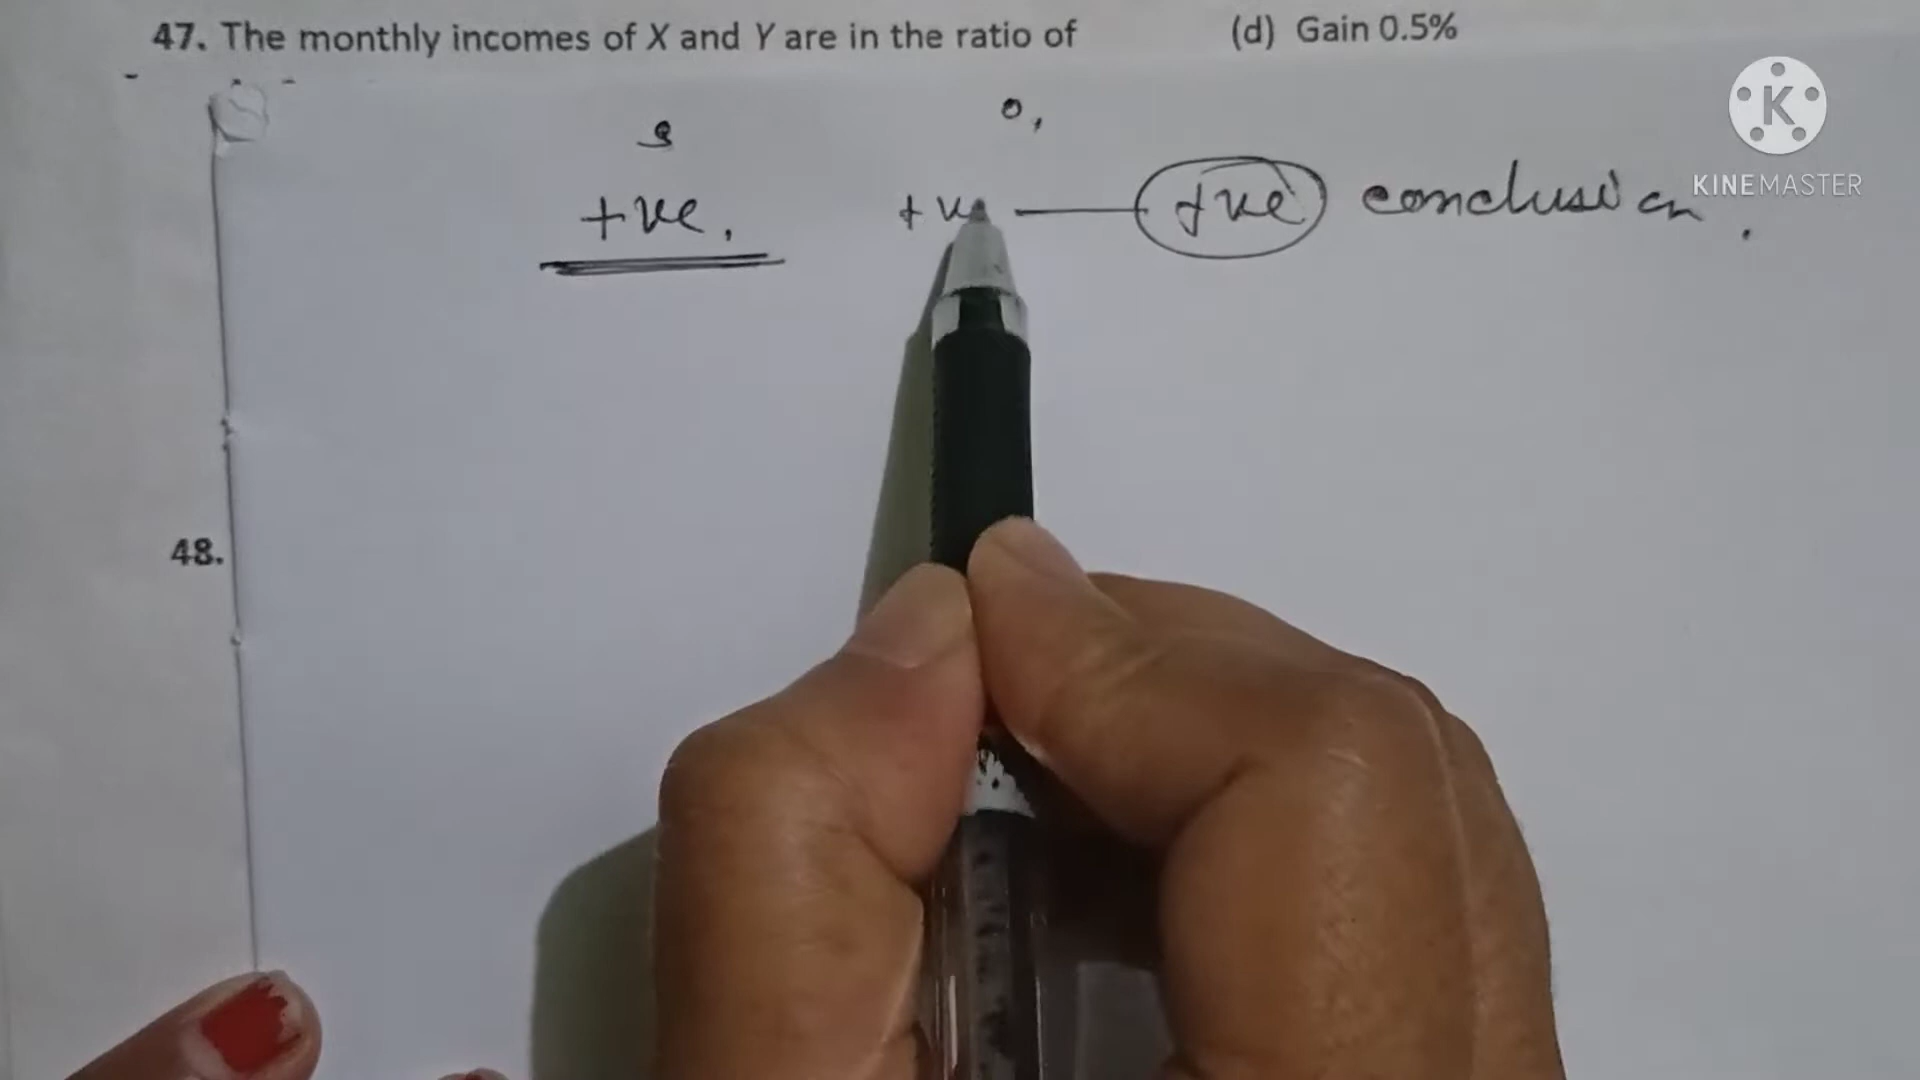 47. The monthly incomes of X and Y are in the ratio of (d) Gain 0.5%
+ve. +ve +ve conclusion.
KINEMASTER
48.